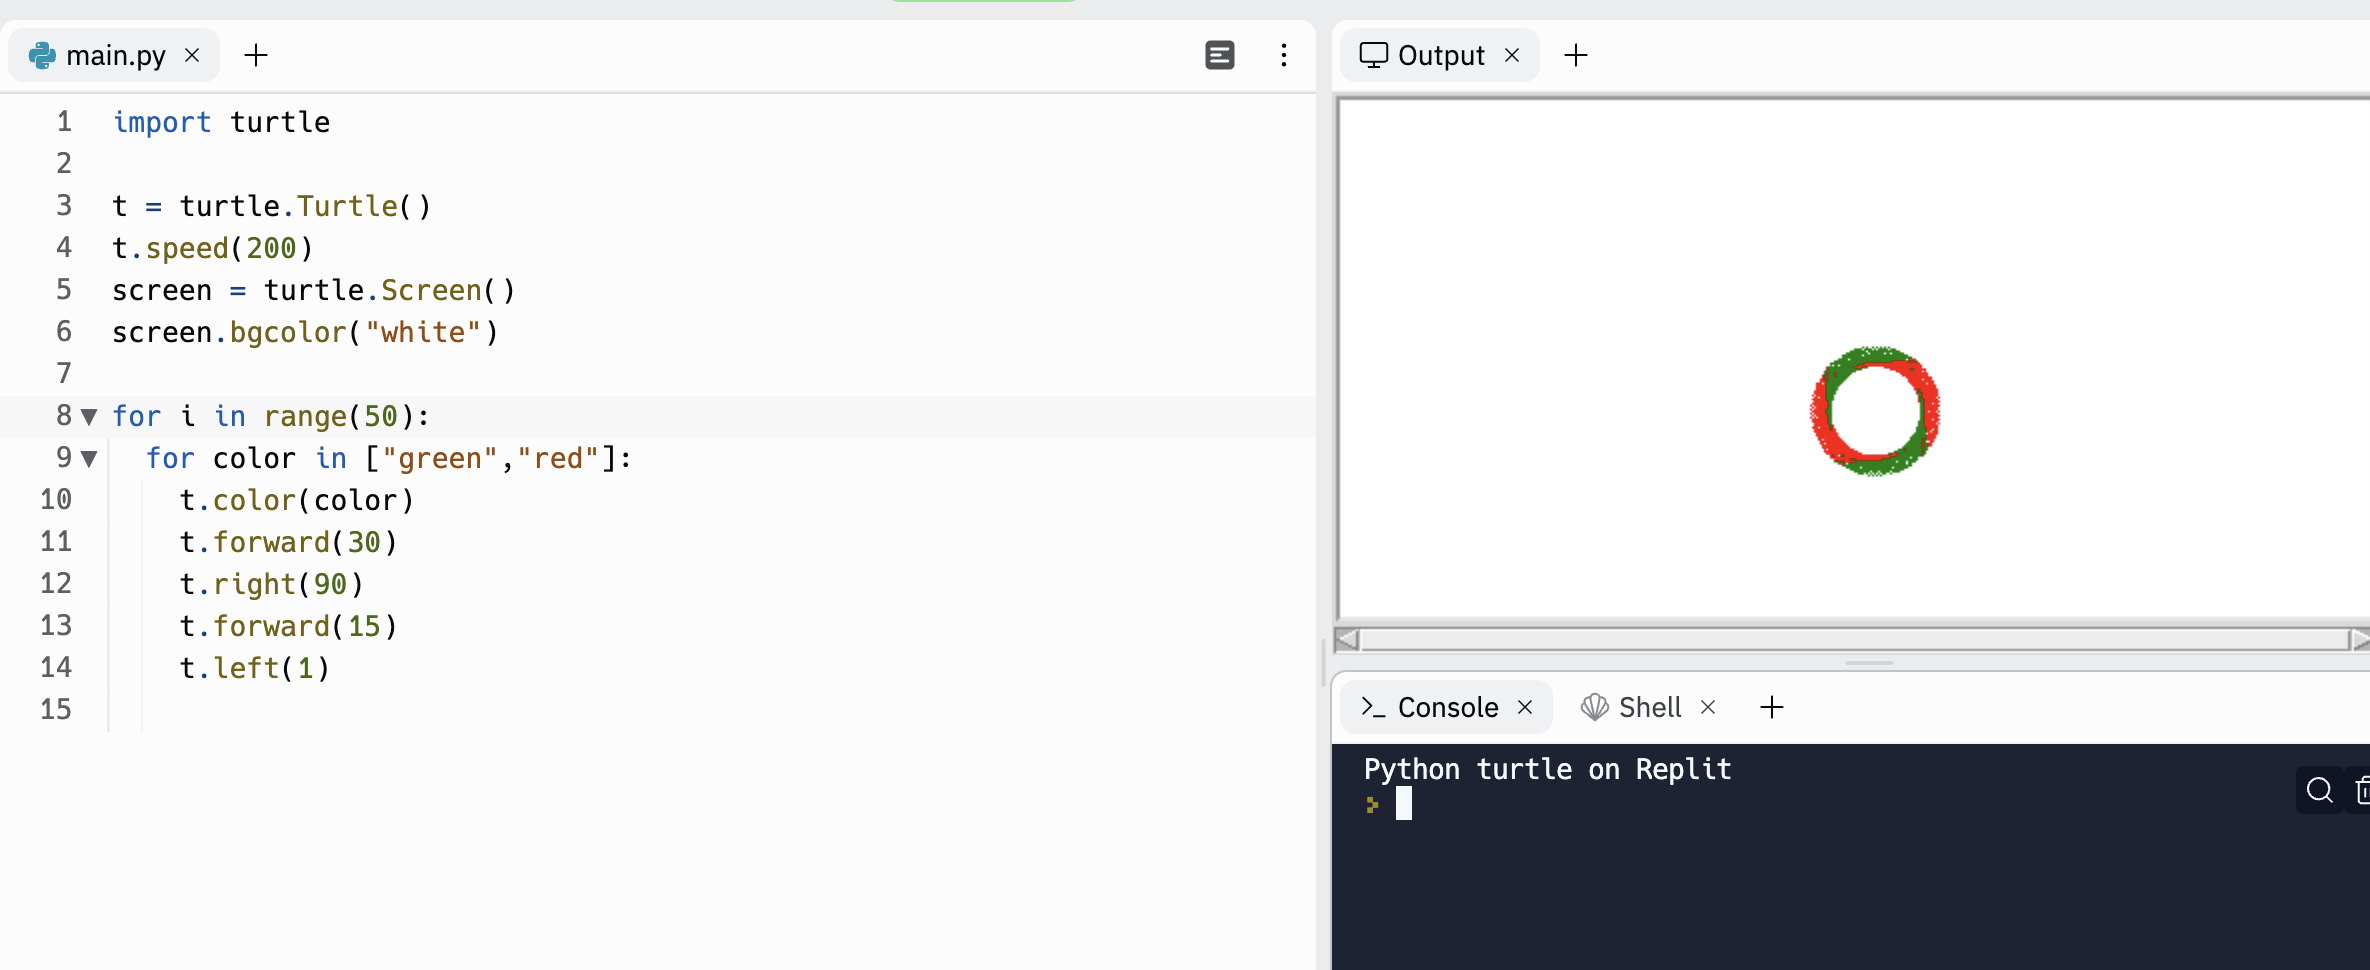 main.py
1 import turtle
2
3 t = turtle.Turtle()
4 t.speed(200)
5 screen = turtle.Screen()
6 screen.bgcolor("white")
7
8 for i in range(50):
9   for color in ["green","red"]:
10     t.color(color)
11     t.forward(30)
12     t.right(90)
13     t.forward(15)
14     t.left(1)
15
Output
Console Shell
Python turtle on Replit